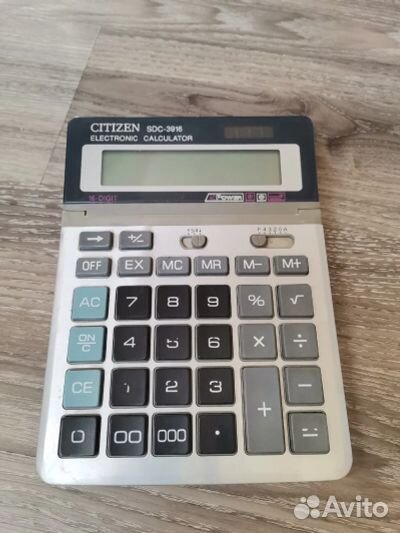 CITIZEN SDC-3916
ELECTRONIC CALCULATOR
16-DIGIT Power
→ +/-
OFF EX MC MR M− M+
AC 7 8 9 % √
ON/C 4 5 6 × ÷
CE 1 2 3 + −
0 00 000 . =
Avito